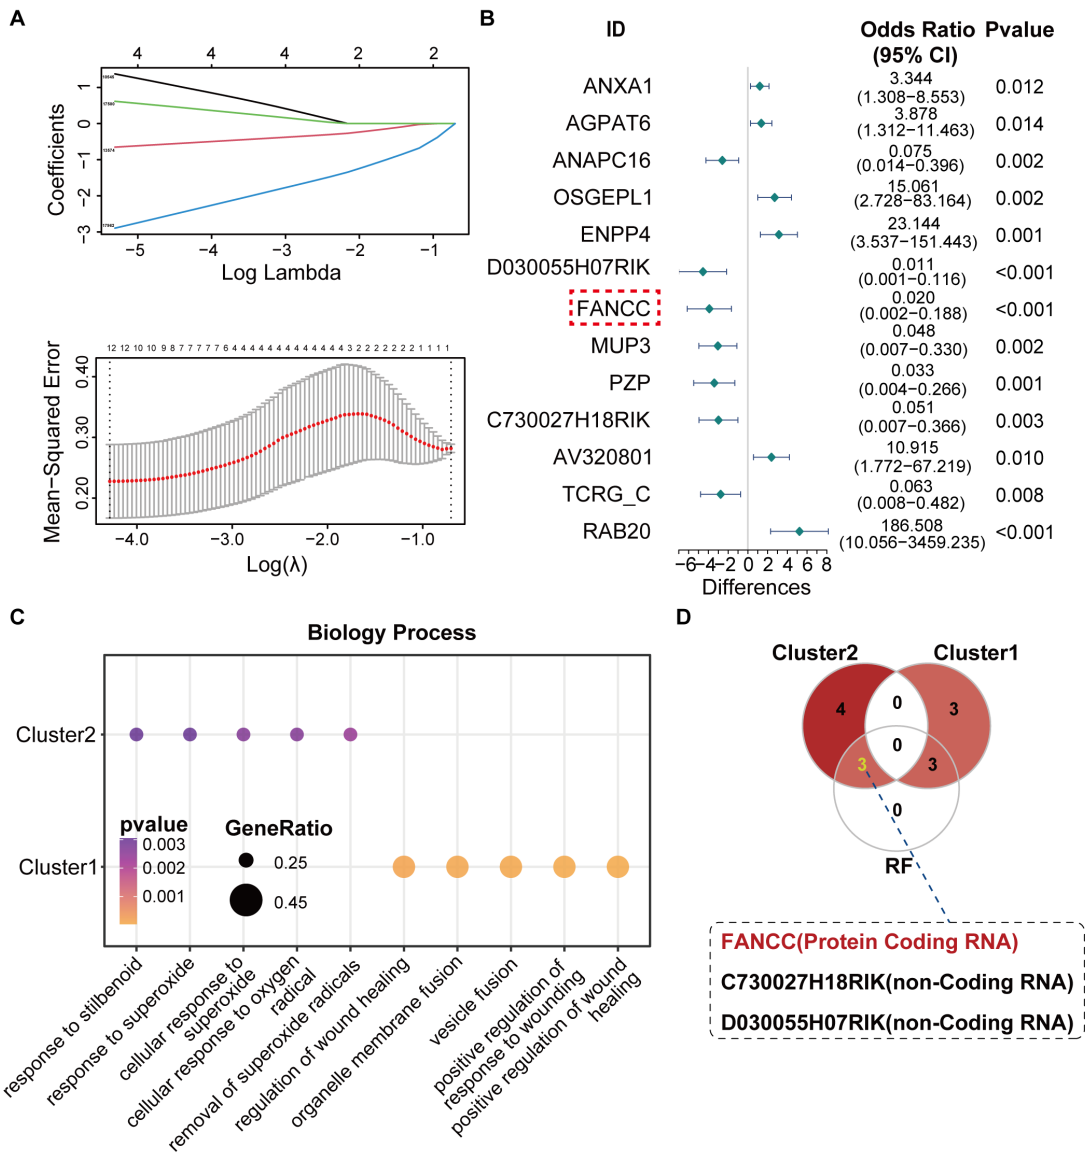 A
4 4 4 2 2
Coefficients
1
0
−1
−2
−3
−5 −4 −3 −2 −1
Log Lambda
12 12 10 10 9 8 7 7 7 7 7 6 4 4 4 4 4 4 4 4 4 4 4 4 3 2 2 2 2 2 2 2 1 1 1 1
Mean−Squared Error
0.40
0.30
0.20
−4.0 −3.0 −2.0 −1.0
Log(λ)
B
ID Odds Ratio Pvalue
(95% CI)
ANXA1 3.344 0.012
(1.308−8.553)
AGPAT6 3.878 0.014
(1.312−11.463)
ANAPC16 0.075 0.002
(0.014−0.396)
OSGEPL1 15.061 0.002
(2.728−83.164)
ENPP4 23.144 0.001
(3.537−151.443)
D030055H07RIK 0.011 <0.001
(0.001−0.116)
FANCC 0.020 <0.001
(0.002−0.188)
MUP3 0.048 0.002
(0.007−0.330)
PZP 0.033 0.001
(0.004−0.266)
C730027H18RIK 0.051 0.003
(0.007−0.366)
AV320801 10.915 0.010
(1.772−67.219)
TCRG_C 0.063 0.008
(0.008−0.482)
RAB20 186.508 <0.001
(10.056−3459.235)
−6 −4 −2 0 2 4 6 8
Differences
C
Biology Process
Cluster2
Cluster1
pvalue
0.003
0.002
0.001
GeneRatio
0.25
0.45
response to stilbenoid
response to superoxide
cellular response to
superoxide
cellular response to oxygen
radical
removal of superoxide radicals
regulation of wound healing
organelle membrane fusion
vesicle fusion
positive regulation of
response to wounding
positive regulation of wound
healing
D
Cluster2 Cluster1
4 0 3
0
3 3
0
RF
FANCC(Protein Coding RNA)
C730027H18RIK(non-Coding RNA)
D030055H07RIK(non-Coding RNA)